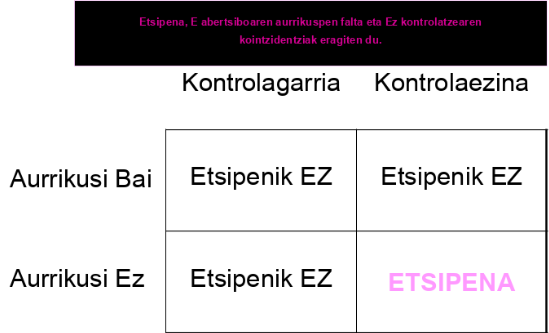 Etsipena, E abertsiboaren aurrikuspen falta eta Ez kontrolatzearen
kointzidentziak eragiten du.
Kontrolagarria Kontrolaezina
Aurrikusi Bai Etsipenik EZ Etsipenik EZ
Aurrikusi Ez Etsipenik EZ ETSIPENA